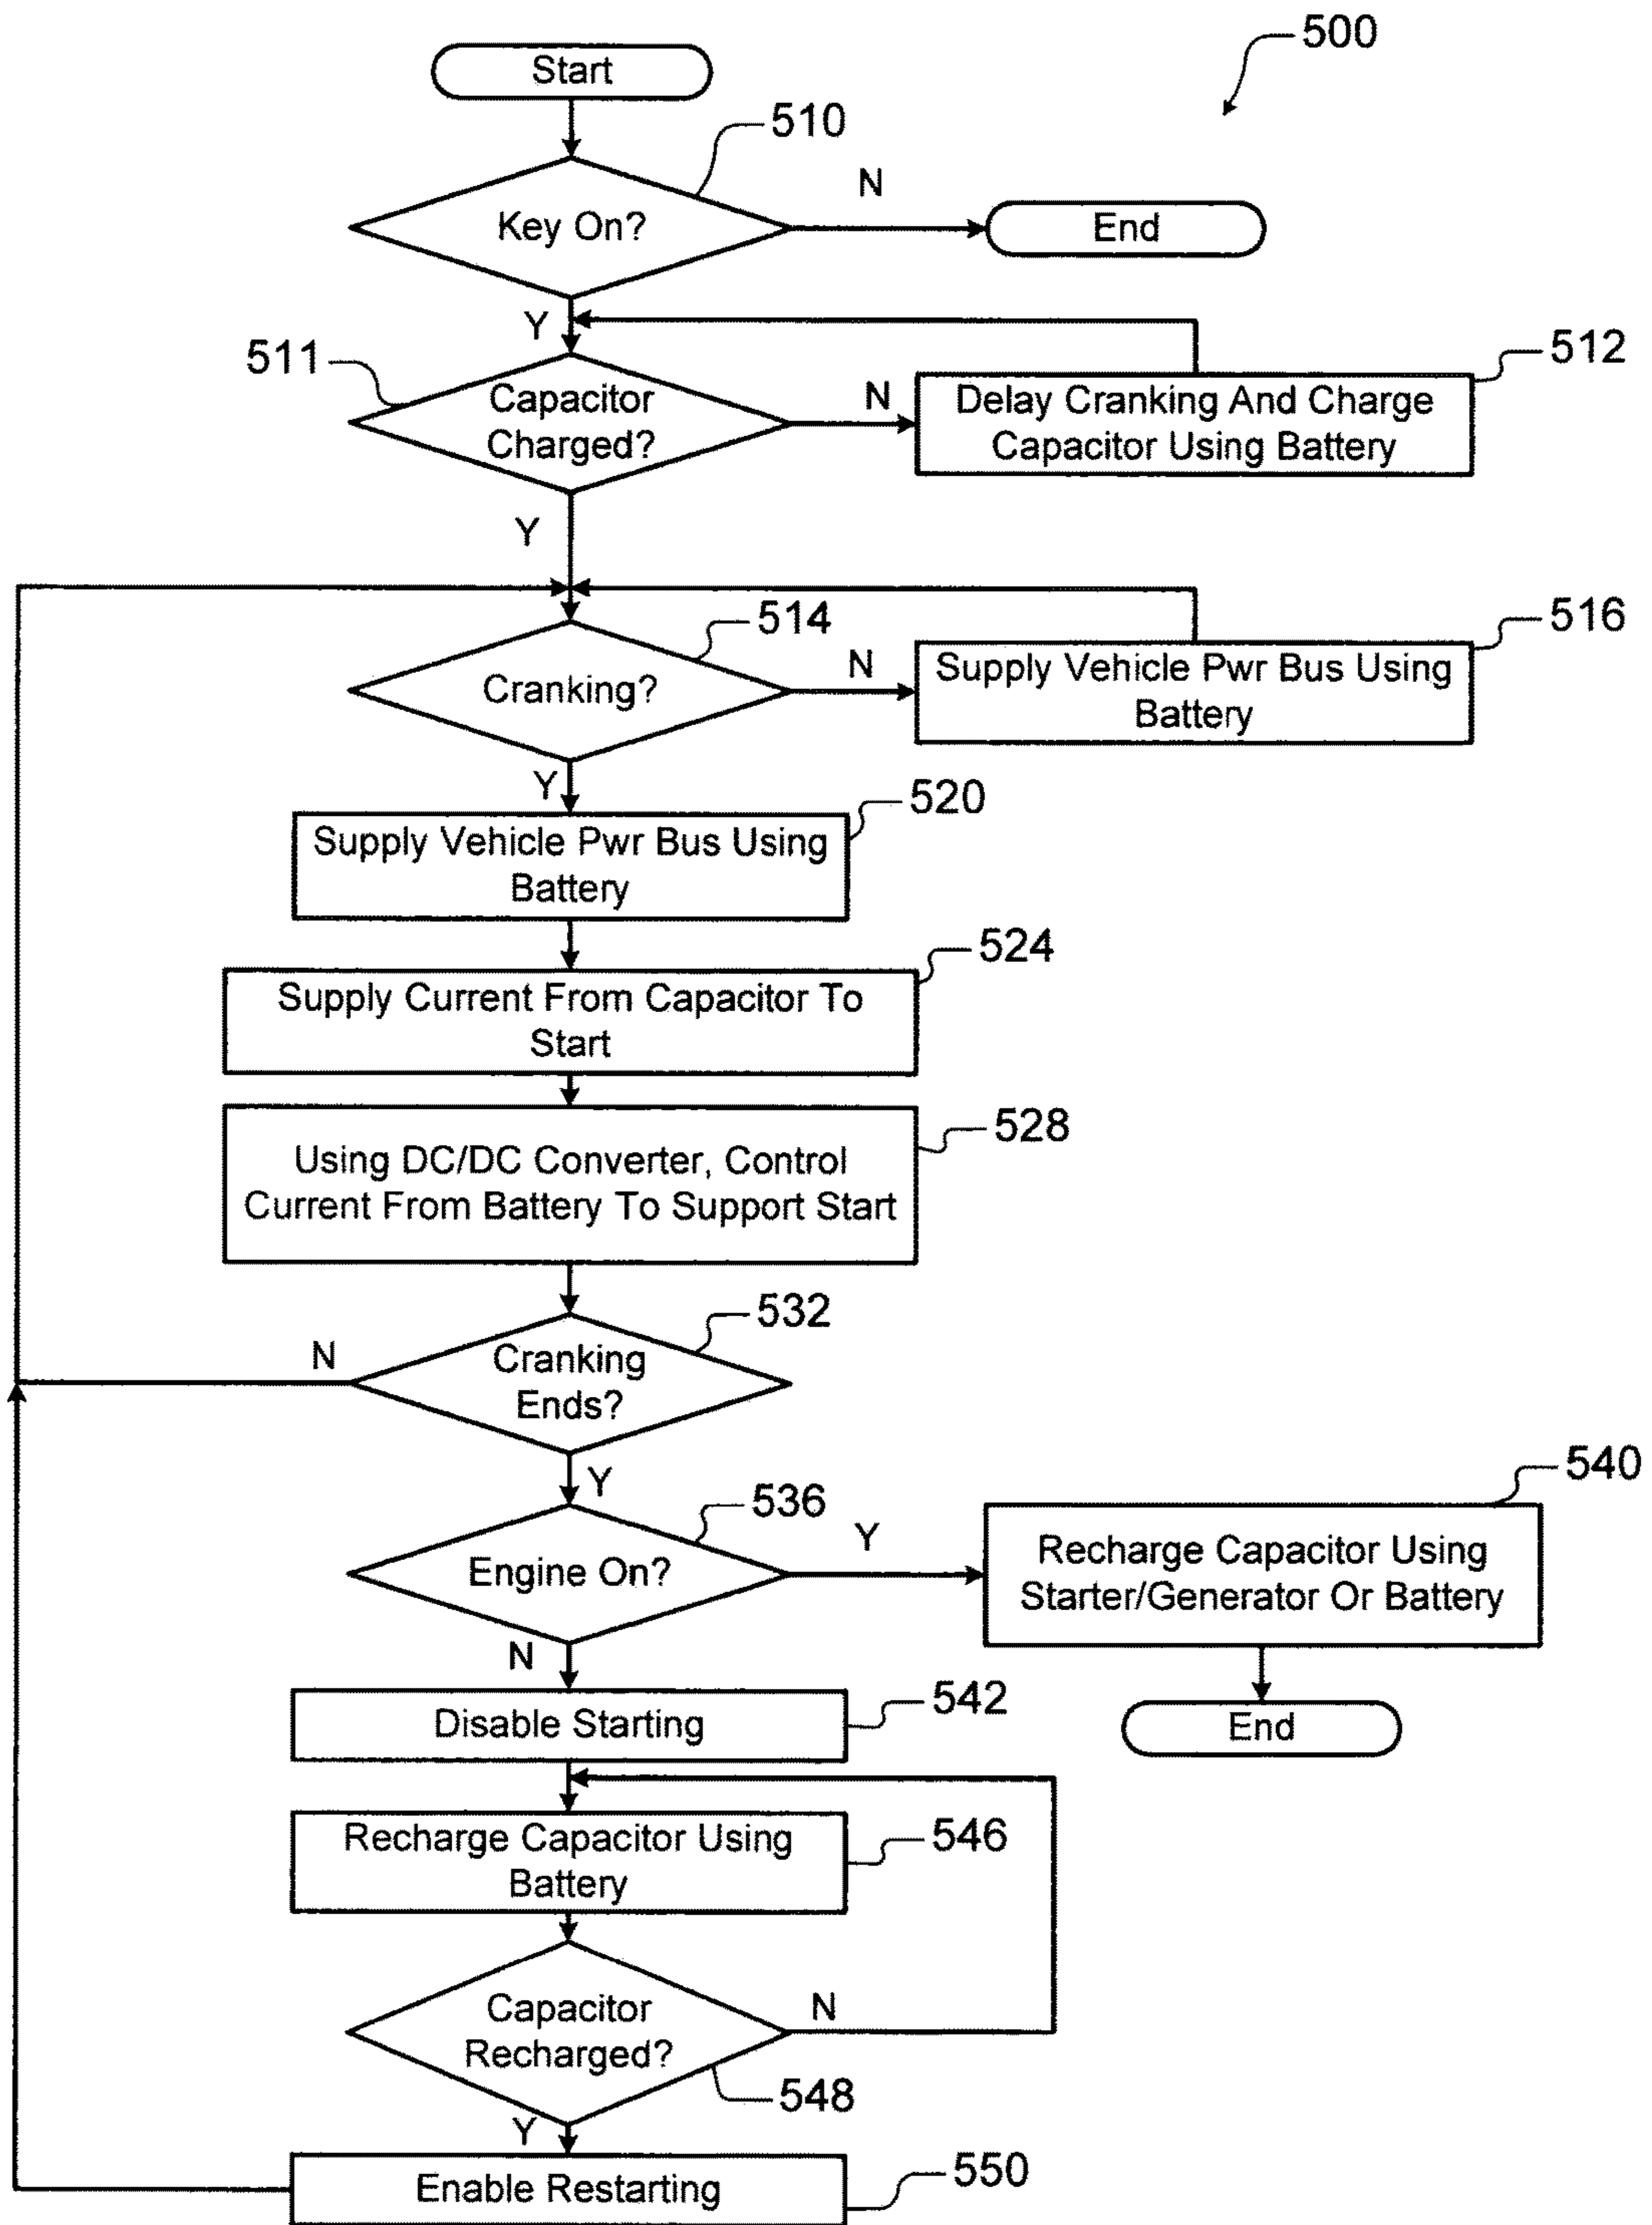 500
Start
510
Key On?
N
End
Y
511
Capacitor
Charged?
N
512
Delay Cranking And Charge
Capacitor Using Battery
Y
514
Cranking?
N
516
Supply Vehicle Pwr Bus Using
Battery
Y
520
Supply Vehicle Pwr Bus Using
Battery
524
Supply Current From Capacitor To
Start
528
Using DC/DC Converter, Control
Current From Battery To Support Start
532
Cranking
Ends?
N
Y
536
Engine On?
Y
540
Recharge Capacitor Using
Starter/Generator Or Battery
End
N
542
Disable Starting
546
Recharge Capacitor Using
Battery
Capacitor
Recharged?
N
548
Y
550
Enable Restarting